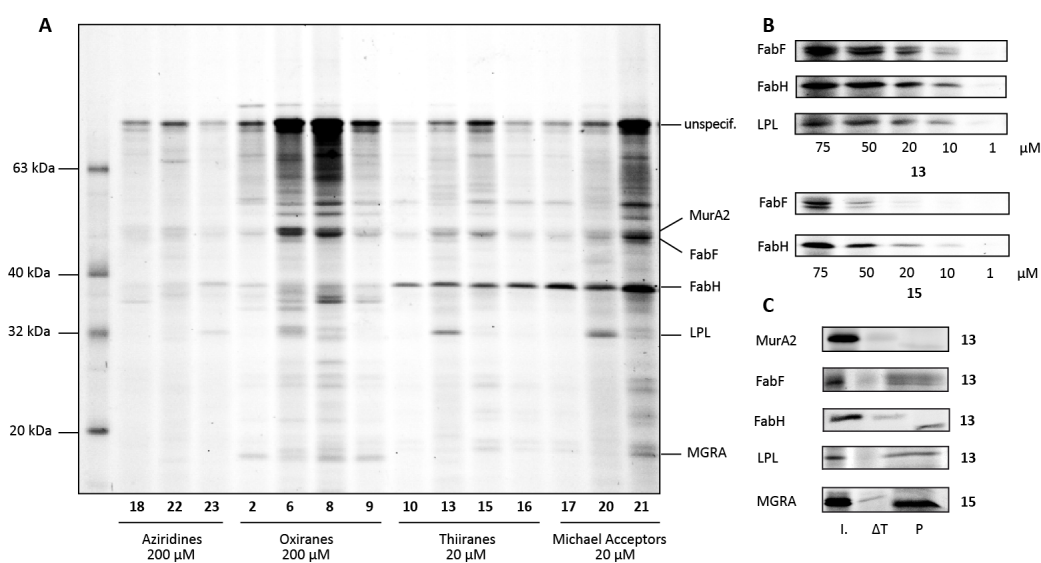 A
63 kDa
40 kDa
32 kDa
20 kDa
unspecif.
MurA2
FabF
FabH
LPL
MGRA
18 22 23 2 6 8 9 10 13 15 16 17 20 21
Aziridines Oxiranes Thiiranes Michael Acceptors
200 µM 200 µM 20 µM 20 µM
B
FabF
FabH
LPL
75 50 20 10 1 µM
13
FabF
FabH
75 50 20 10 1 µM
15
C
MurA2 13
FabF 13
FabH 13
LPL 13
MGRA 15
I. ΔT P